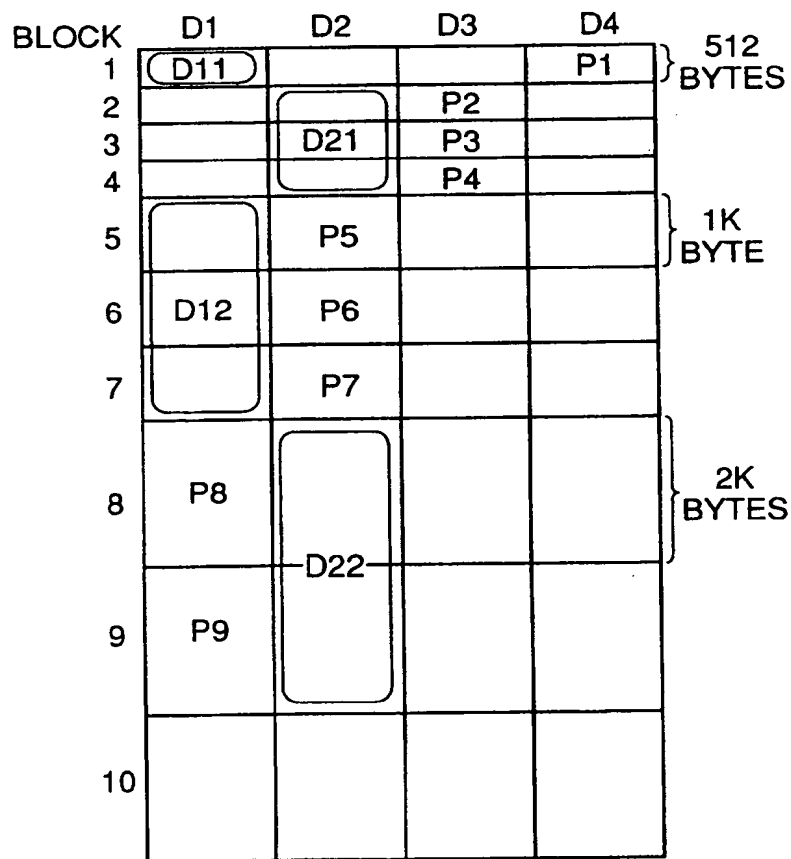 BLOCK D1 D2 D3 D4
1 D11 P1 512 BYTES
2 P2
3 D21 P3
4 P4
5 P5 1K BYTE
6 D12 P6
7 P7
8 P8 2K BYTES
D22
9 P9
10